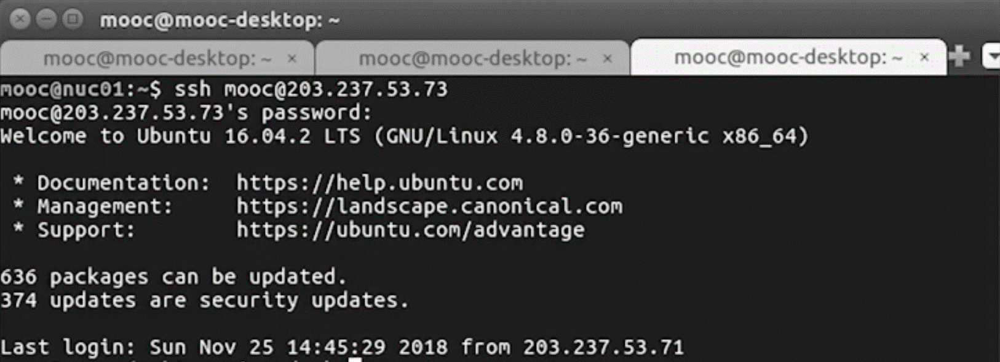 mooc@mooc-desktop: ~
mooc@mooc-desktop: ~ × mooc@mooc-desktop: ~ × mooc@mooc-desktop: ~ ×
mooc@nuc01:~$ ssh mooc@203.237.53.73
mooc@203.237.53.73's password:
Welcome to Ubuntu 16.04.2 LTS (GNU/Linux 4.8.0-36-generic x86_64)
* Documentation:  https://help.ubuntu.com
* Management:     https://landscape.canonical.com
* Support:        https://ubuntu.com/advantage
636 packages can be updated.
374 updates are security updates.
Last login: Sun Nov 25 14:45:29 2018 from 203.237.53.71